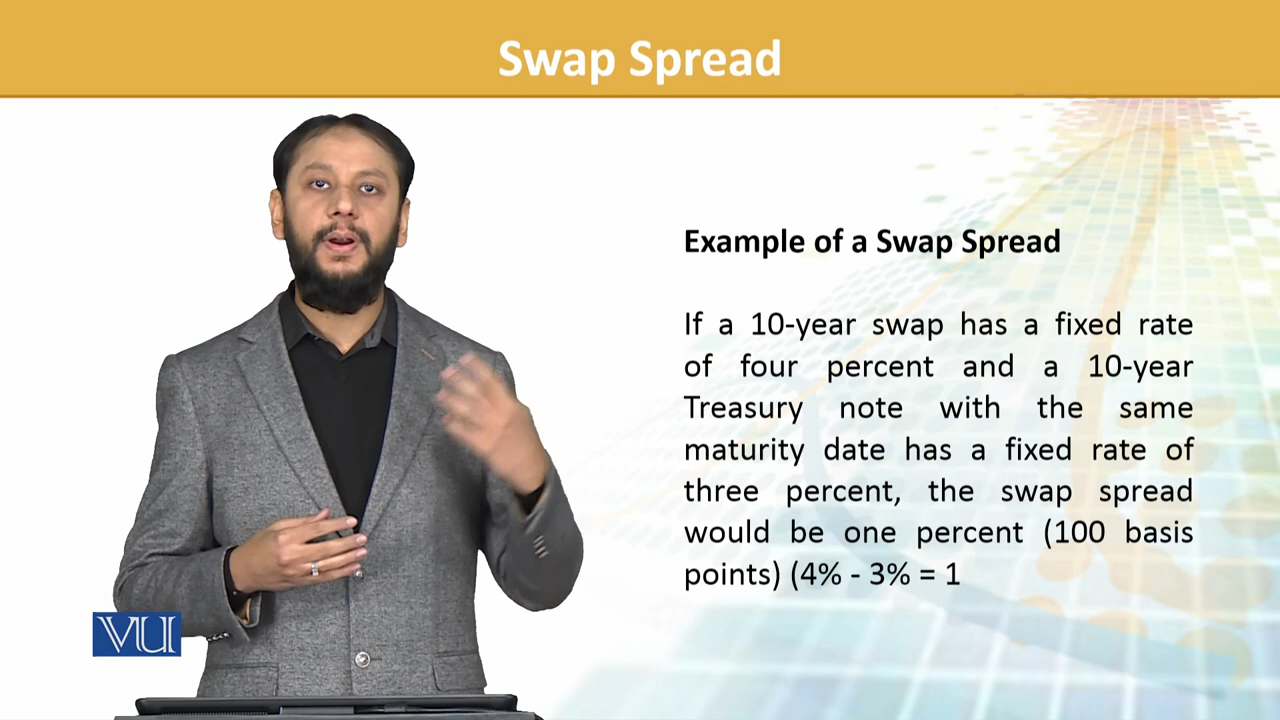 Swap Spread
Example of a Swap Spread
If a 10-year swap has a fixed rate
of four percent and a 10-year
Treasury note with the same
maturity date has a fixed rate of
three percent, the swap spread
would be one percent (100 basis
points) (4% - 3% = 1
VU